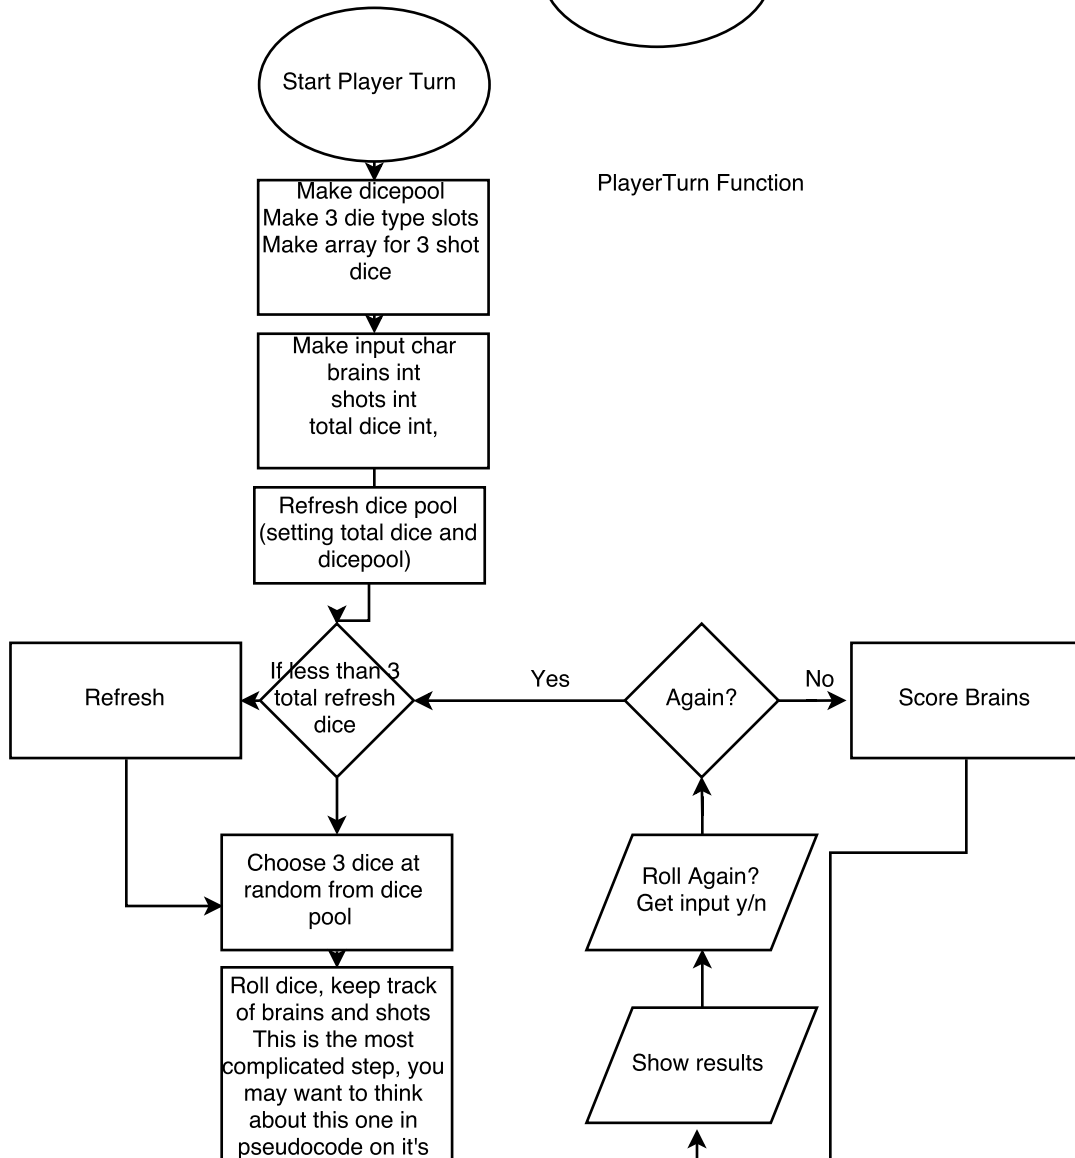 Start Player Turn
PlayerTurn Function
Make dicepool
Make 3 die type slots
Make array for 3 shot
dice
Make input char
brains int
shots int
total dice int,
Refresh dice pool
(setting total dice and
dicepool)
Refresh
If less than 3
total refresh
dice
Yes
Again?
No
Score Brains
Choose 3 dice at
random from dice
pool
Roll Again?
Get input y/n
Roll dice, keep track
of brains and shots
This is the most
complicated step, you
may want to think
about this one in
pseudocode on it's
Show results